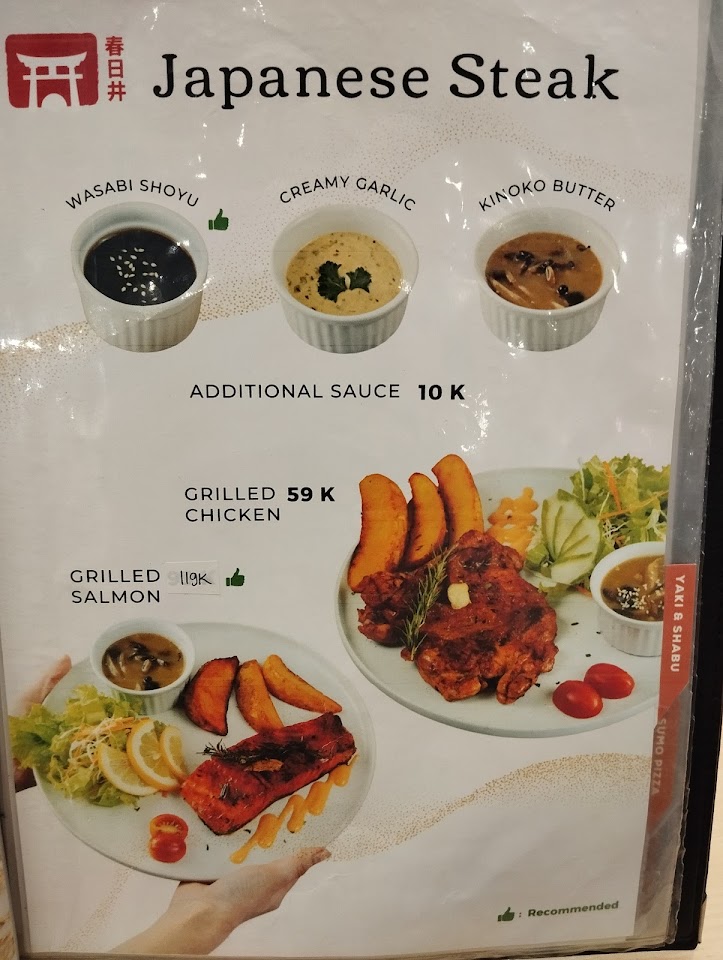 春日井
Japanese Steak
WASABI SHOYU
CREAMY GARLIC
KINOKO BUTTER
ADDITIONAL SAUCE 10 K
GRILLED 59 K
CHICKEN
GRILLED 119K
SALMON
YAKI & SHABU
SUMO PIZZA
: Recommended